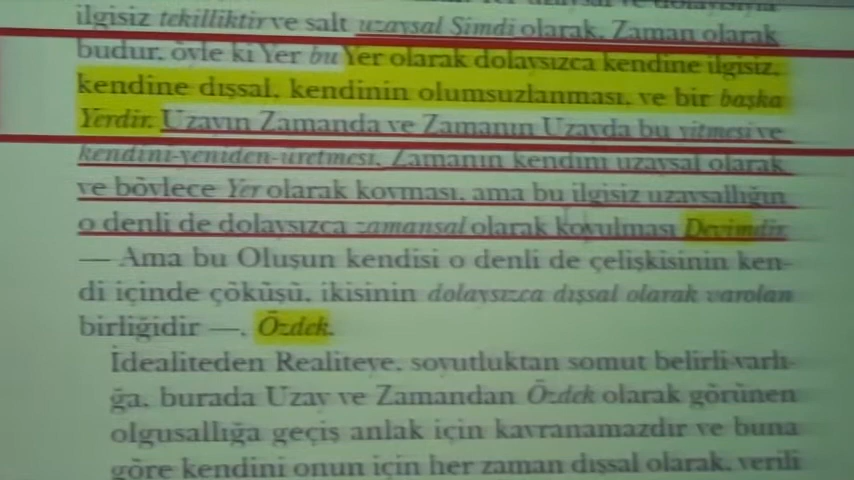 ilgisiz tekilliktir ve salt uzaysal Şimdi olarak, Zaman olarak
budur, öyle ki Yer bu Yer olarak dolaysızca kendine ilgisiz,
kendine dışsal, kendinin olumsuzlanması, ve bir başka
Yerdir. Uzayın Zamanda ve Zamanın Uzayda bu yitmesi ve
kendini-yeniden-üretmesi, Zamanın kendini uzaysal olarak
ve böylece Yer olarak koyması, ama bu ilgisiz uzaysallığın
o denli de dolaysızca zamansal olarak koyulması Devimdir.
— Ama bu Oluşun kendisi o denli de çelişkisinin ken-
di içinde çöküşü, ikisinin dolaysızca dışsal olarak varolan
birliğidir —, Özdek.
İdealiteden Realiteye, soyutluktan somut belirli-varlı-
ğa, burada Uzay ve Zamandan Özdek olarak görünen
olgusallığa geçiş anlak için kavranamazdır ve buna
göre kendini onun için her zaman dışsal olarak, verili